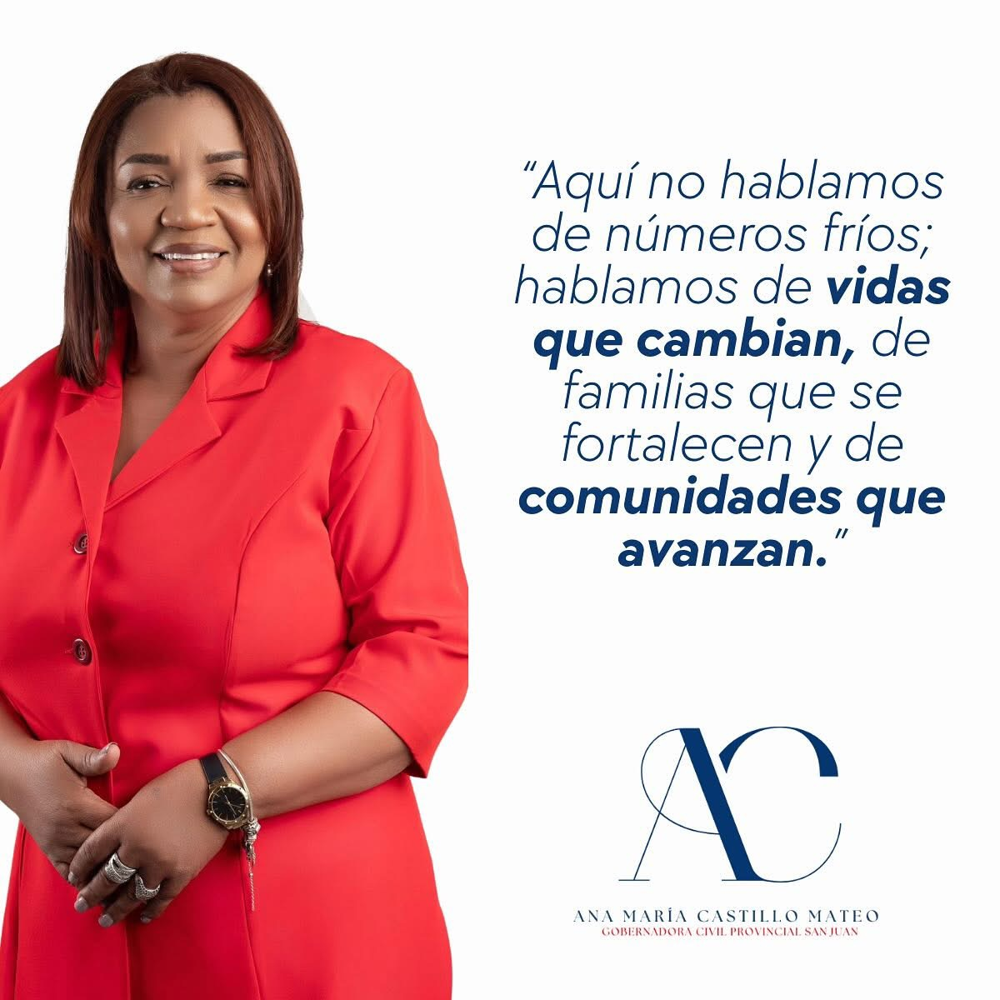 “Aquí no hablamos
de números fríos;
hablamos de vidas
que cambian, de
familias que se
fortalecen y de
comunidades que
avanzan.”
AC
ANA MARÍA CASTILLO MATEO
GOBERNADORA CIVIL PROVINCIAL SAN JUAN